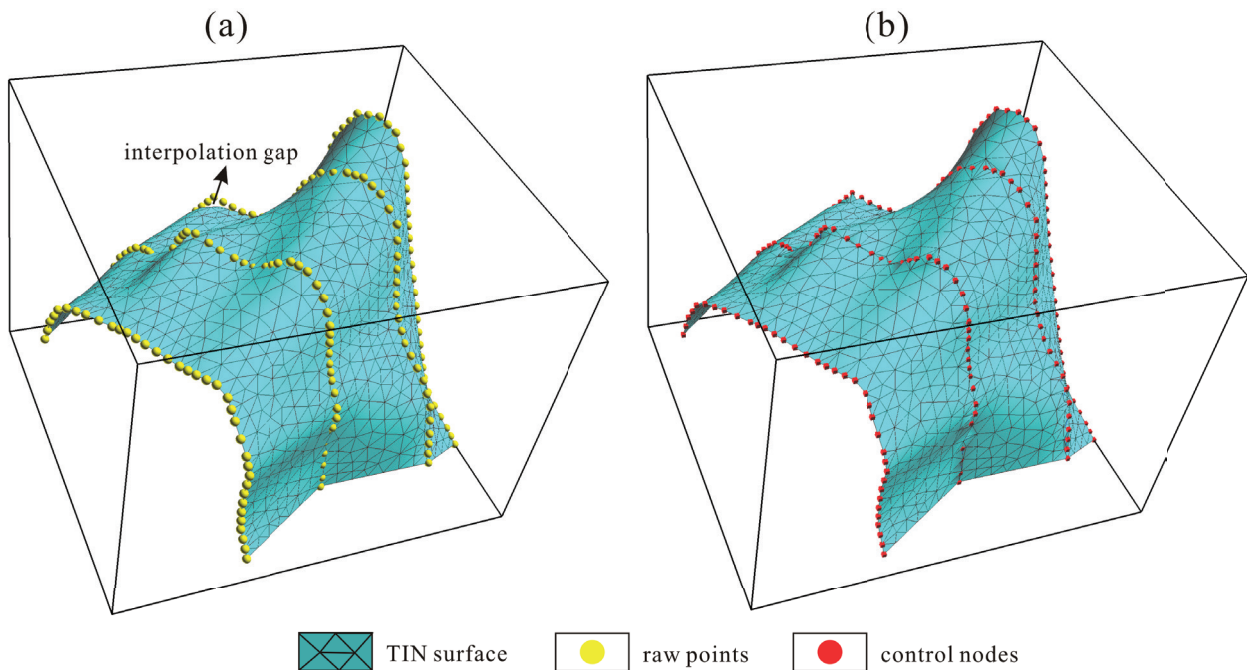 (a)
(b)
interpolation gap
TIN surface
raw points
control nodes